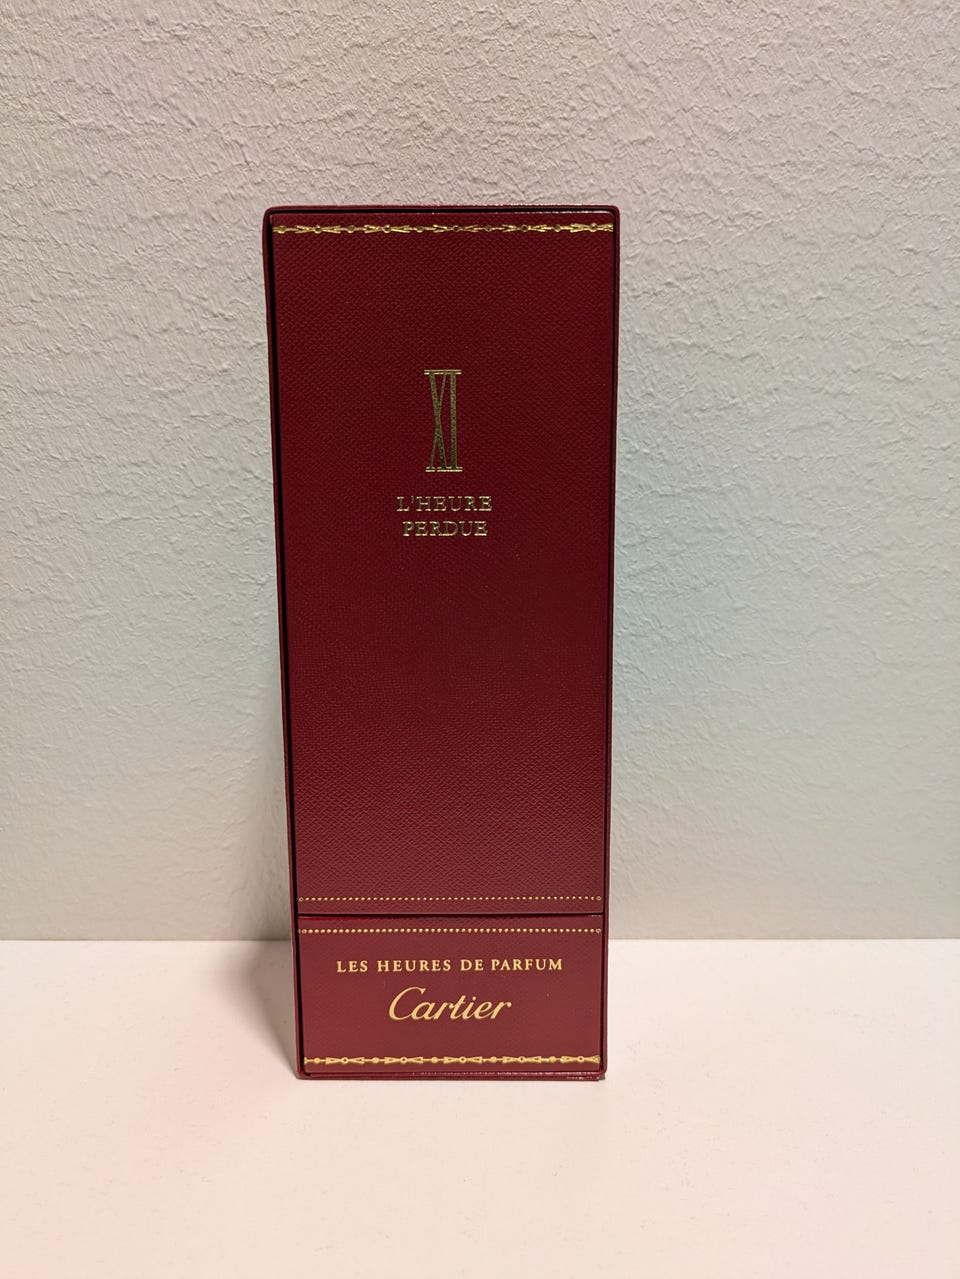 XI
L'HEURE
PERDUE
LES HEURES DE PARFUM
Cartier